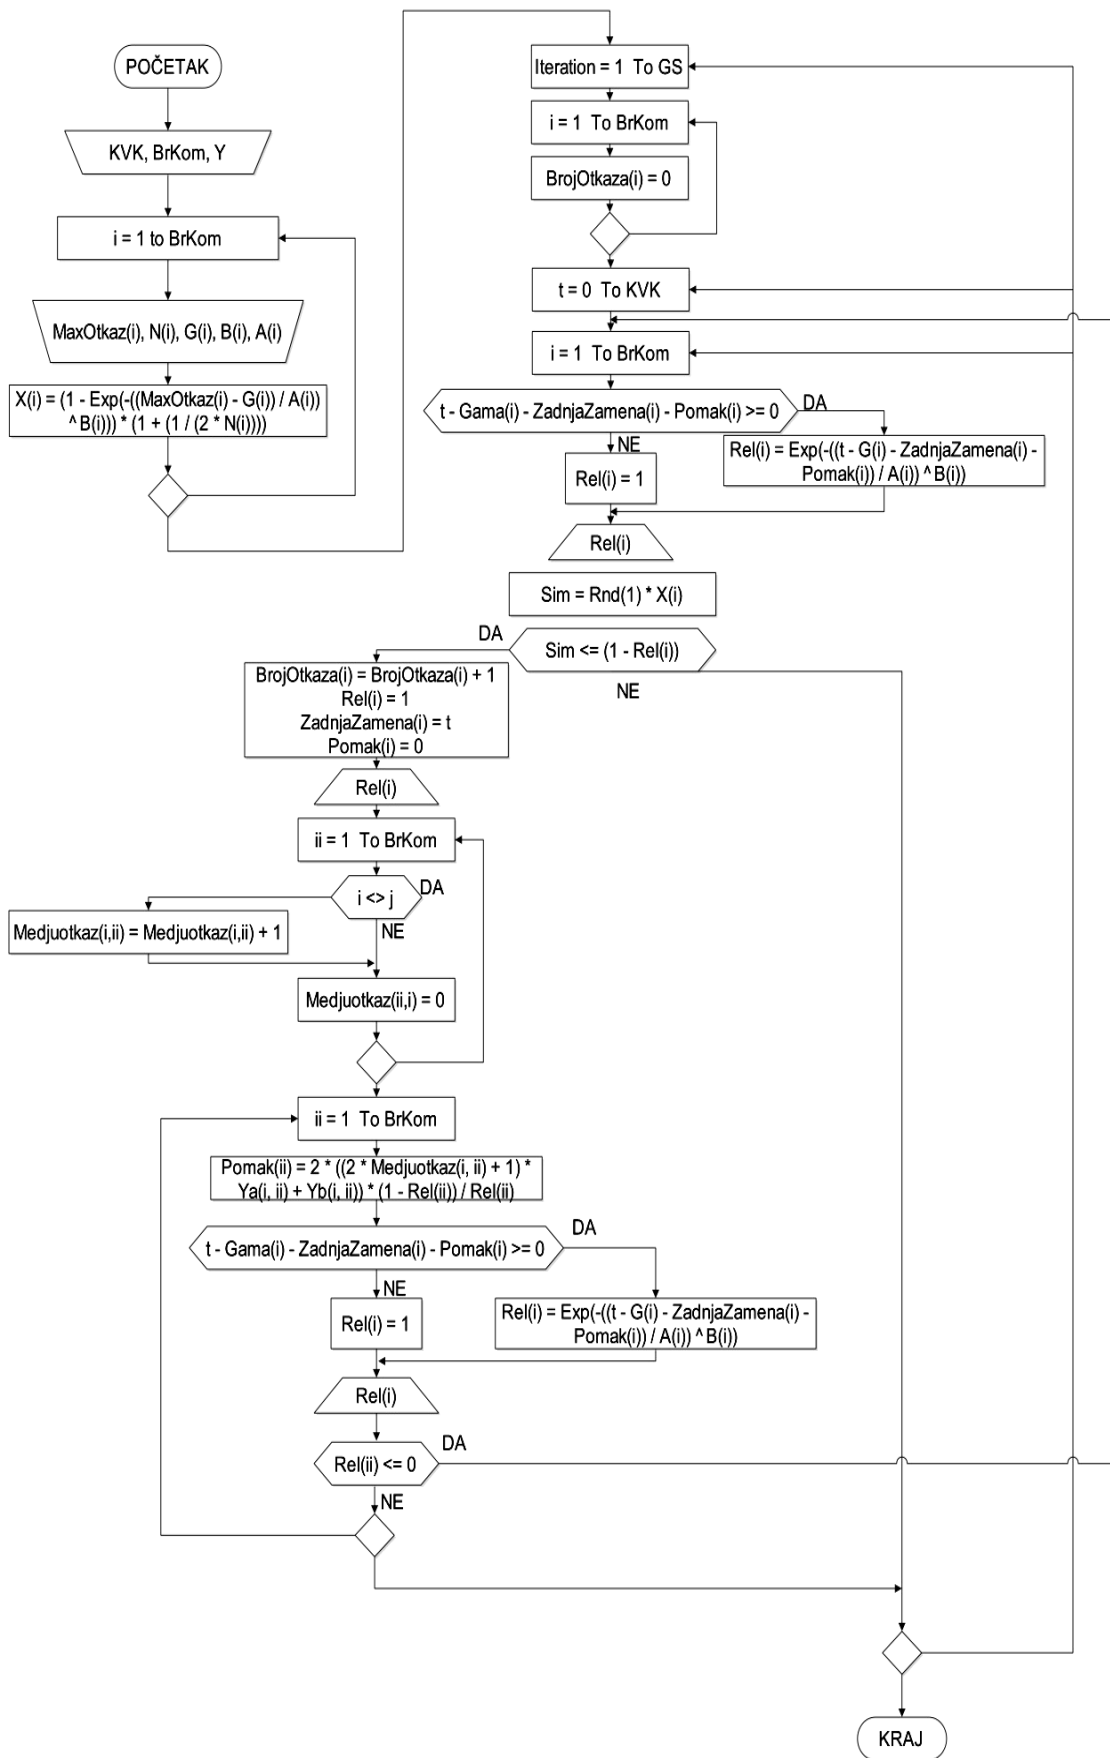 POČETAK
KVK, BrKom, Y
i = 1 to BrKom
MaxOtkaz(i), N(i), G(i), B(i), A(i)
X(i) = (1 - Exp(-((MaxOtkaz(i) - G(i)) / A(i))
^ B(i))) * (1 + (1 / (2 * N(i))))
Iteration = 1 To GS
i = 1 To BrKom
BrojOtkaza(i) = 0
t = 0 To KVK
i = 1 To BrKom
t - Gama(i) - ZadnjaZamena(i) - Pomak(i) >= 0
DA
NE
Rel(i) = Exp(-((t - G(i) - ZadnjaZamena(i) -
Pomak(i)) / A(i)) ^ B(i))
Rel(i) = 1
Rel(i)
Sim = Rnd(1) * X(i)
DA
Sim <= (1 - Rel(i))
NE
BrojOtkaza(i) = BrojOtkaza(i) + 1
Rel(i) = 1
ZadnjaZamena(i) = t
Pomak(i) = 0
Rel(i)
ii = 1 To BrKom
i <> j
DA
NE
Medjuotkaz(i,ii) = Medjuotkaz(i,ii) + 1
Medjuotkaz(ii,i) = 0
ii = 1 To BrKom
Pomak(ii) = 2 * ((2 * Medjuotkaz(i, ii) + 1) *
Ya(i, ii) + Yb(i, ii)) * (1 - Rel(ii)) / Rel(ii)
t - Gama(i) - ZadnjaZamena(i) - Pomak(i) >= 0
DA
NE
Rel(i) = 1
Rel(i) = Exp(-((t - G(i) - ZadnjaZamena(i) -
Pomak(i)) / A(i)) ^ B(i))
Rel(i)
Rel(ii) <= 0
DA
NE
KRAJ